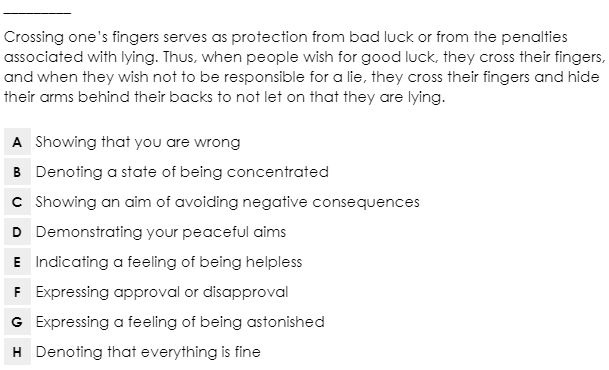 Crossing one's fingers serves as protection from bad luck or from the penalties
associated with lying. Thus, when people wish for good luck, they cross their fingers,
and when they wish not to be responsible for a lie, they cross their fingers and hide
their arms behind their backs to not let on that they are lying.
A Showing that you are wrong
B Denoting a state of being concentrated
C Showing an aim of avoiding negative consequences
D Demonstrating your peaceful aims
E Indicating a feeling of being helpless
F Expressing approval or disapproval
G Expressing a feeling of being astonished
H Denoting that everything is fine